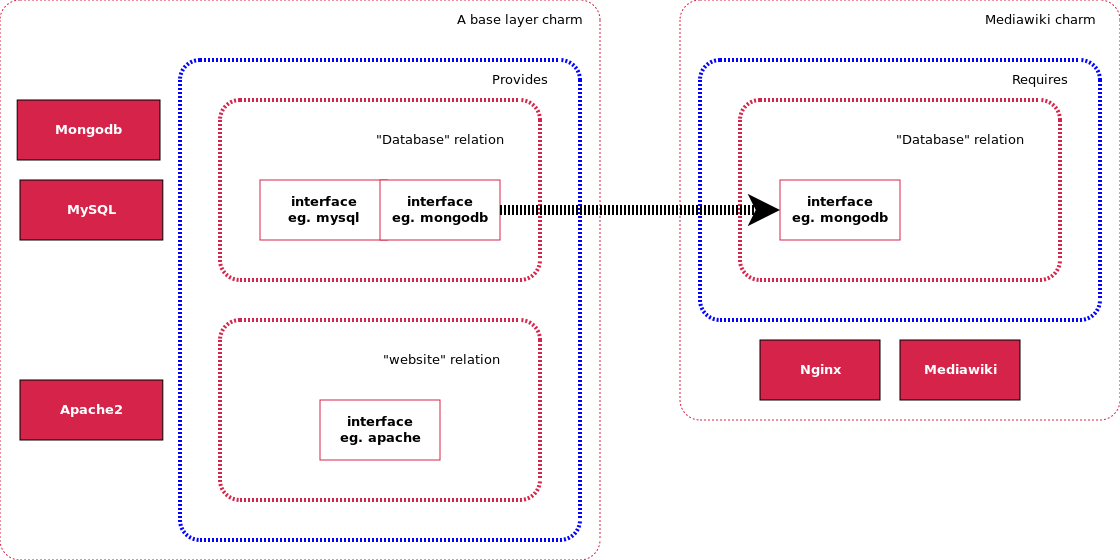 A base layer charm
Provides
Mongodb
MySQL
Apache2
"Database" relation
interface
eg. mysql
interface
eg. mongodb
"website" relation
interface
eg. apache
Mediawiki charm
Requires
"Database" relation
interface
eg. mongodb
Nginx
Mediawiki